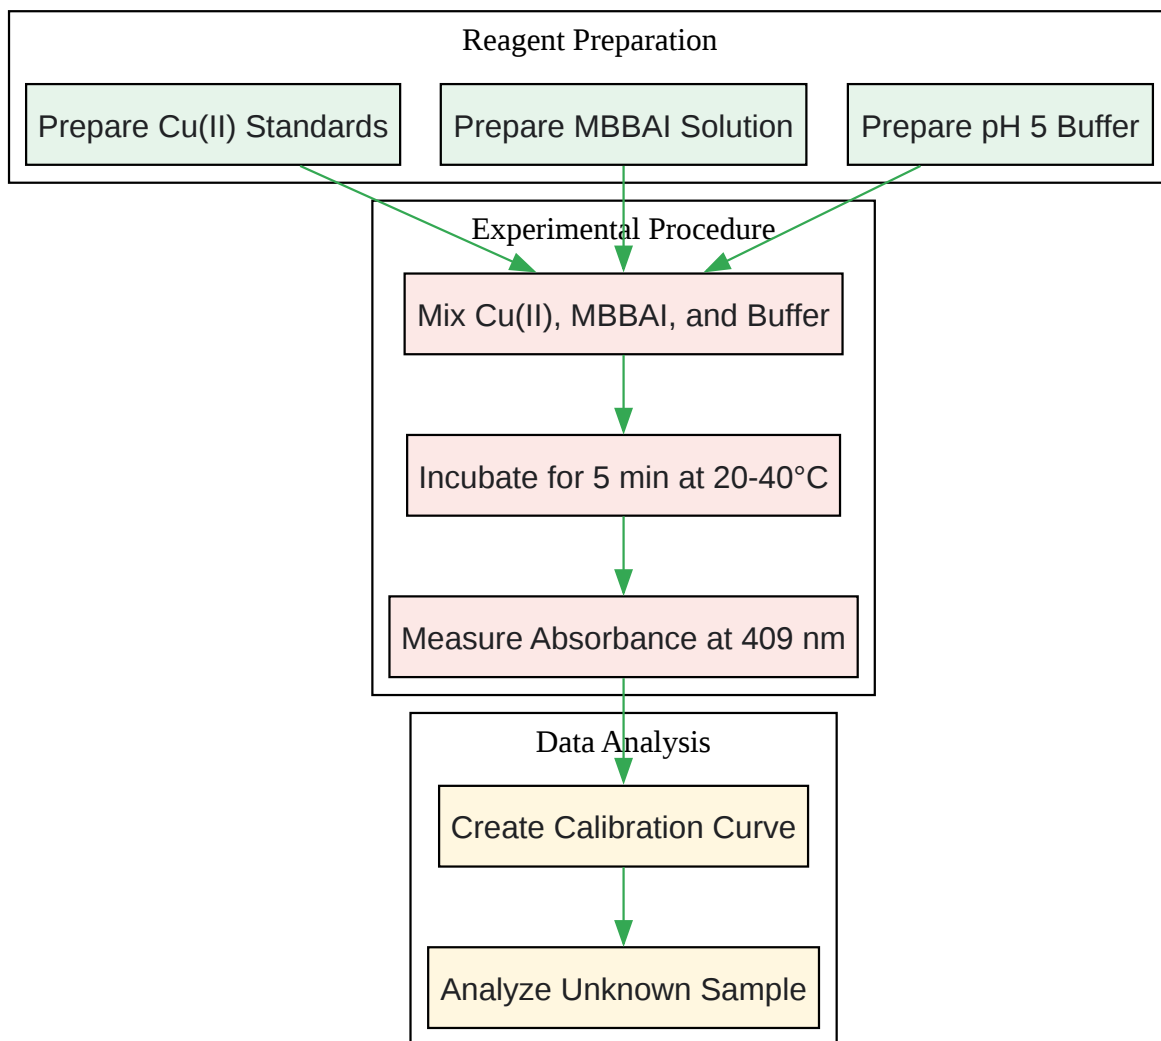 Reagent Preparation
Prepare Cu(II) Standards
Prepare MBBAI Solution
Prepare pH 5 Buffer
Experimental Procedure
Mix Cu(II), MBBAI, and Buffer
Incubate for 5 min at 20-40°C
Measure Absorbance at 409 nm
Data Analysis
Create Calibration Curve
Analyze Unknown Sample